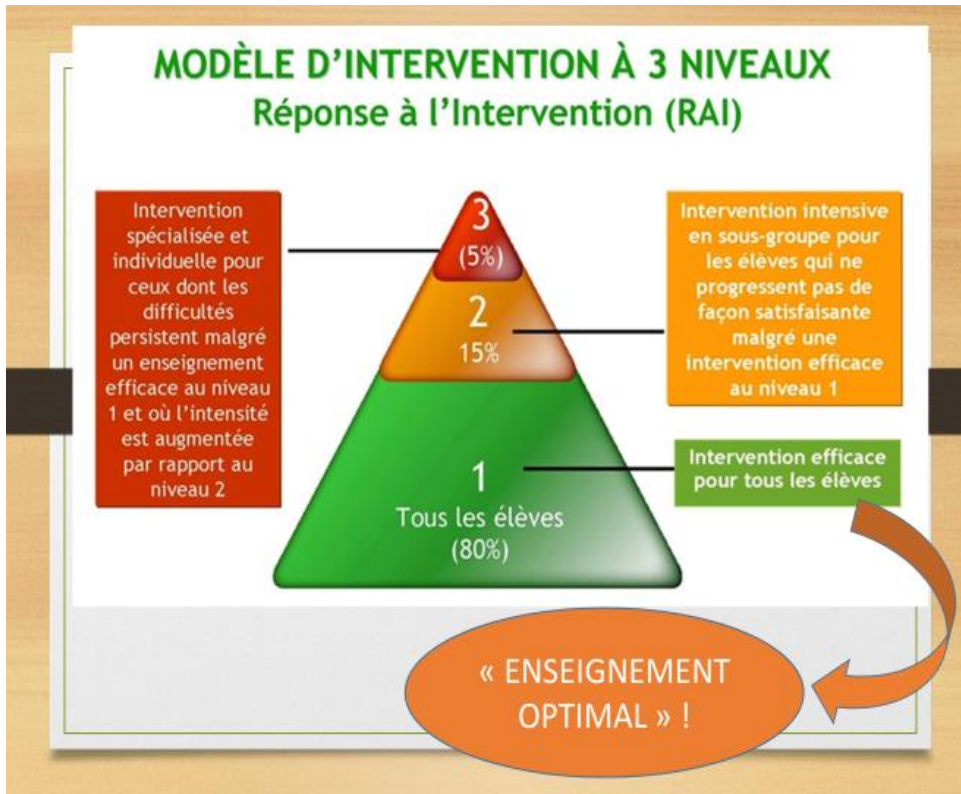 MODÈLE D’INTERVENTION À 3 NIVEAUX
Réponse à l’Intervention (RAI)
Intervention
spécialisée et
individuelle pour
ceux dont les
difficultés
persistent malgré
un enseignement
efficace au niveau
1 et où l’intensité
est augmentée
par rapport au
niveau 2
3
(5%)
2
15%
1
Tous les élèves
(80%)
Intervention intensive
en sous-groupe pour
les élèves qui ne
progressent pas de
façon satisfaisante
malgré une
intervention efficace
au niveau 1
Intervention efficace
pour tous les élèves
« ENSEIGNEMENT
OPTIMAL » !